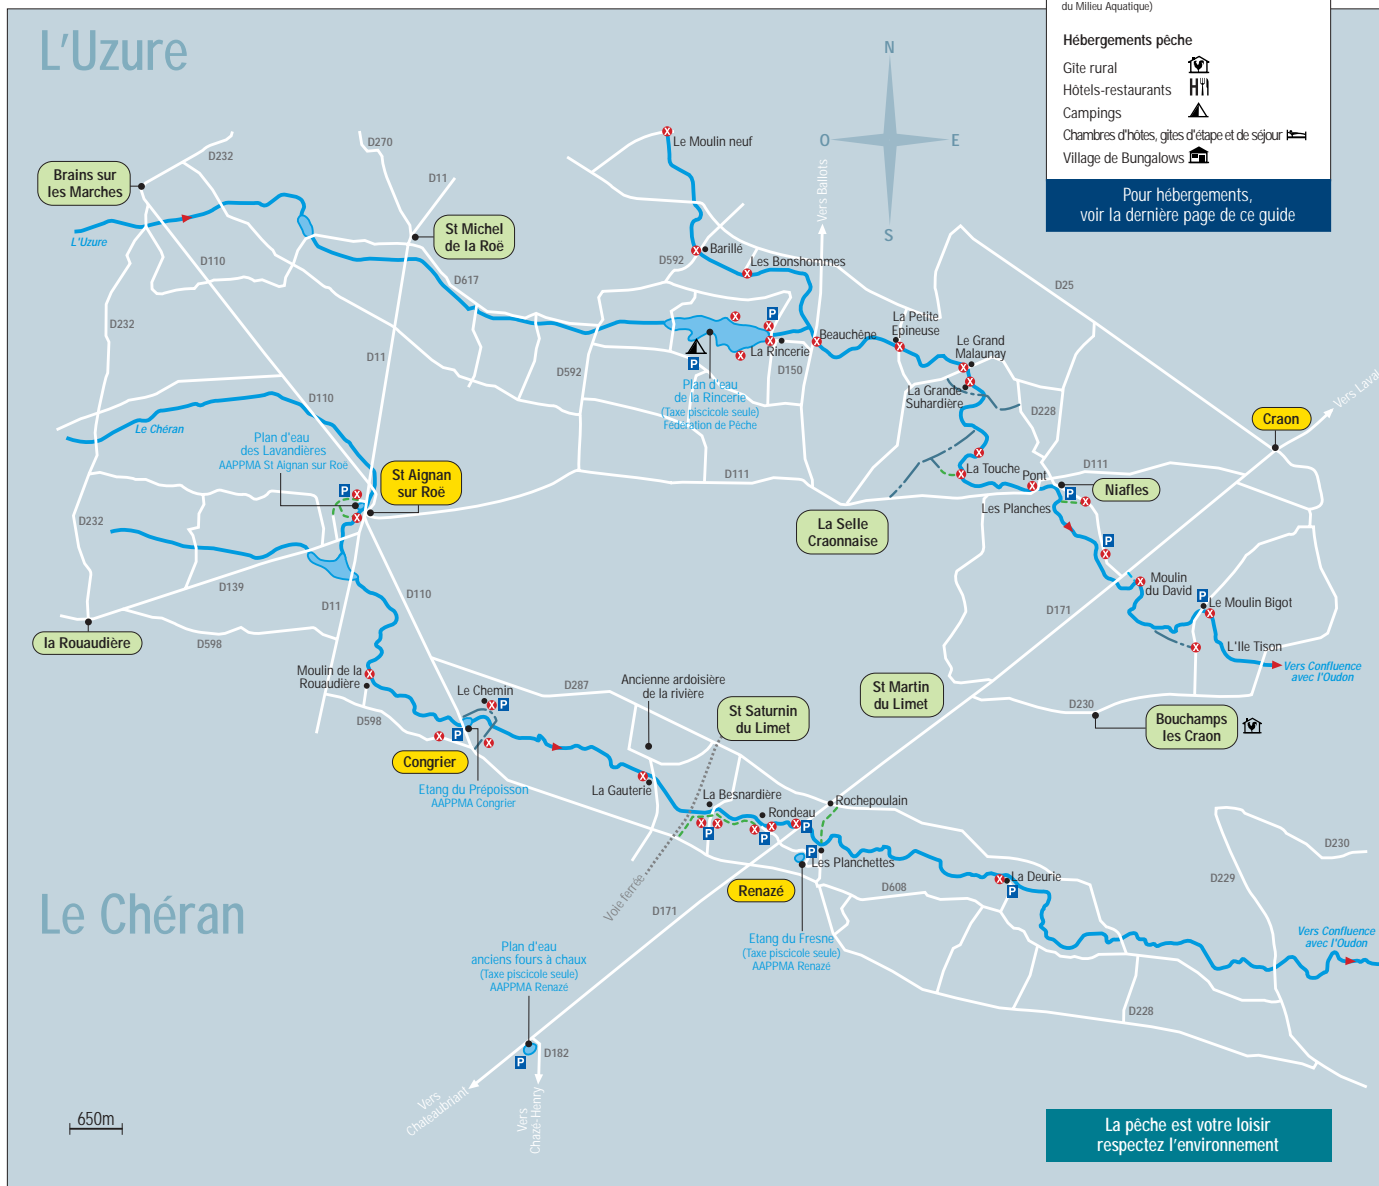 du Milieu Aquatique)
Hébergements pêche
Gîte rural
Hôtels-restaurants
Campings
Chambres d'hôtes, gîtes d'étape et de séjour
Village de Bungalows
Pour hébergements,
voir la dernière page de ce guide
L'Uzure
N
O
E
S
Le Moulin neuf
D270
D232
D11
Vers Ballots
Brains sur
les Marches
St Michel
de la Roë
L'Uzure
Barillé
D592
Les Bonshommes
D110
D617
D25
D232
La Petite
Epineuse
P
Beauchêne
Le Grand
Malaunay
La Rincerie
D11
D592
P
D150
Plan d'eau
de la Rincerie
(Taxe piscicole seule)
Fédération de Pêche
La Grande
Suhardière
D228
Vers Laval
Craon
D110
Le Chéran
Plan d'eau
des Lavandières
AAPPMA St Aignan sur Roë
St Aignan
sur Roë
P
D111
La Touche
Pont
D111
Niafles
P
Les Planches
La Selle
Craonnaise
D232
P
D139
D11
D110
Moulin
du David
P
Le Moulin Bigot
D171
la Rouaudière
D598
L'Ile Tison
Vers Confluence
avec l'Oudon
Moulin de la
Rouaudière
Le Chemin
P
D287
Ancienne ardoisière
de la rivière
St Martin
du Limet
St Saturnin
du Limet
D598
P
D230
Bouchamps
les Craon
Congrier
Etang du Prépoisson
AAPPMA Congrier
La Gauterie
La Besnardière
Rondeau
Rochepoulain
P
P
P
P
Les Planchettes
Renazé
Voie ferrée
D171
D608
La Deurie
P
D230
D229
Le Chéran
Etang du Fresne
(Taxe piscicole seule)
AAPPMA Renazé
Plan d'eau
anciens fours à chaux
(Taxe piscicole seule)
AAPPMA Renazé
Vers Confluence
avec l'Oudon
D228
D182
P
Vers
Chateaubriant
Vers
Chazé-Henry
650m
La pêche est votre loisir
respectez l'environnement